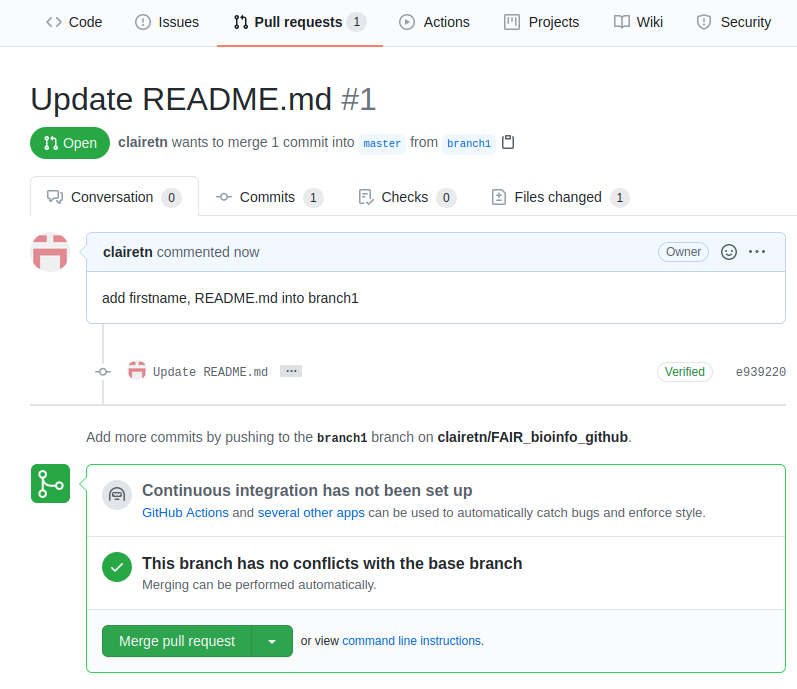 Code Issues Pull requests 1 Actions Projects Wiki Security
Update README.md #1
Open clairetn wants to merge 1 commit into master from branch1
Conversation 0 Commits 1 Checks 0 Files changed 1
clairetn commented now Owner
add firstname, README.md into branch1
Update README.md ... Verified e939220
Add more commits by pushing to the branch1 branch on clairetn/FAIR_bioinfo_github.
Continuous integration has not been set up
GitHub Actions and several other apps can be used to automatically catch bugs and enforce style.
This branch has no conflicts with the base branch
Merging can be performed automatically.
Merge pull request or view command line instructions.